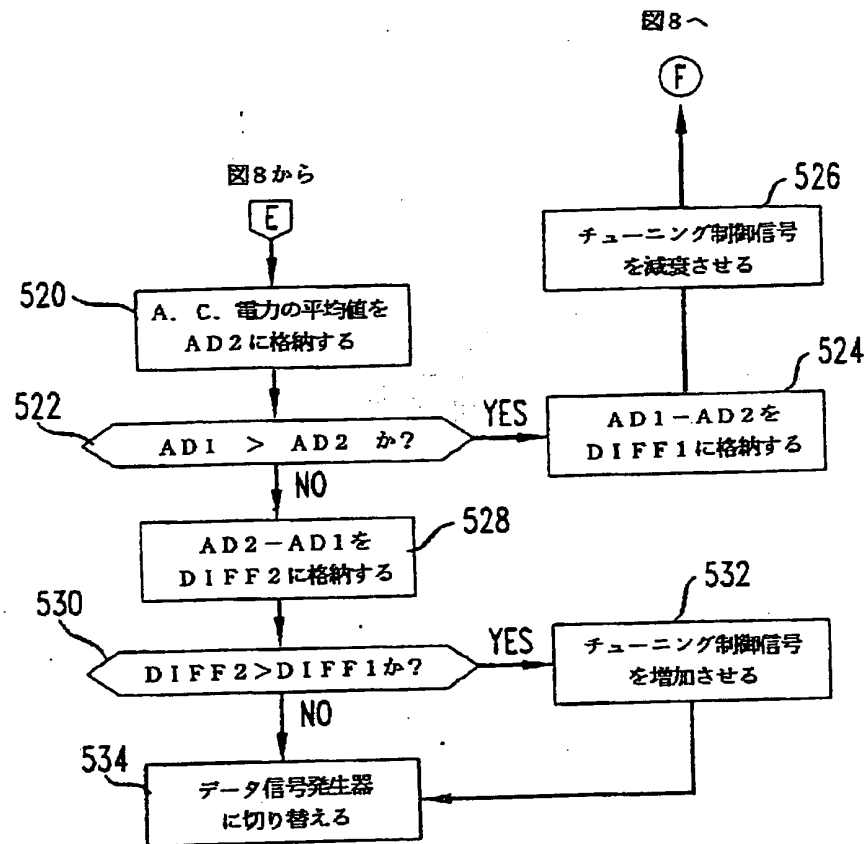 図8へ
F
図8から
E
520
A. C. 電力の平均値を
AD2に格納する
522
AD1 > AD2 か?
YES
NO
526
チューニング制御信号
を減衰させる
524
AD1-AD2を
DIFF1に格納する
528
AD2-AD1を
DIFF2に格納する
530
DIFF2>DIFF1か?
YES
NO
532
チューニング制御信号
を増加させる
534
データ信号発生器
に切り替える